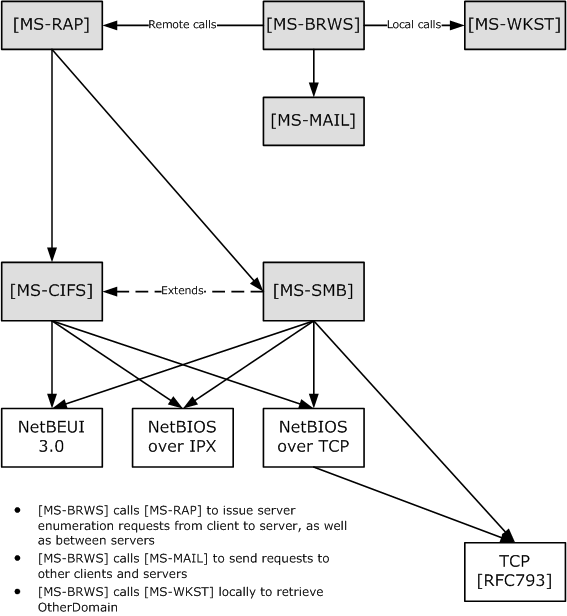 [MS-RAP]
Remote calls
[MS-BRWS]
Local calls
[MS-WKST]
[MS-MAIL]
[MS-CIFS]
Extends
[MS-SMB]
NetBEUI
3.0
NetBIOS
over IPX
NetBIOS
over TCP
TCP
[RFC793]
• [MS-BRWS] calls [MS-RAP] to issue server
enumeration requests from client to server, as well
as between servers
• [MS-BRWS] calls [MS-MAIL] to send requests to
other clients and servers
• [MS-BRWS] calls [MS-WKST] locally to retrieve
OtherDomain